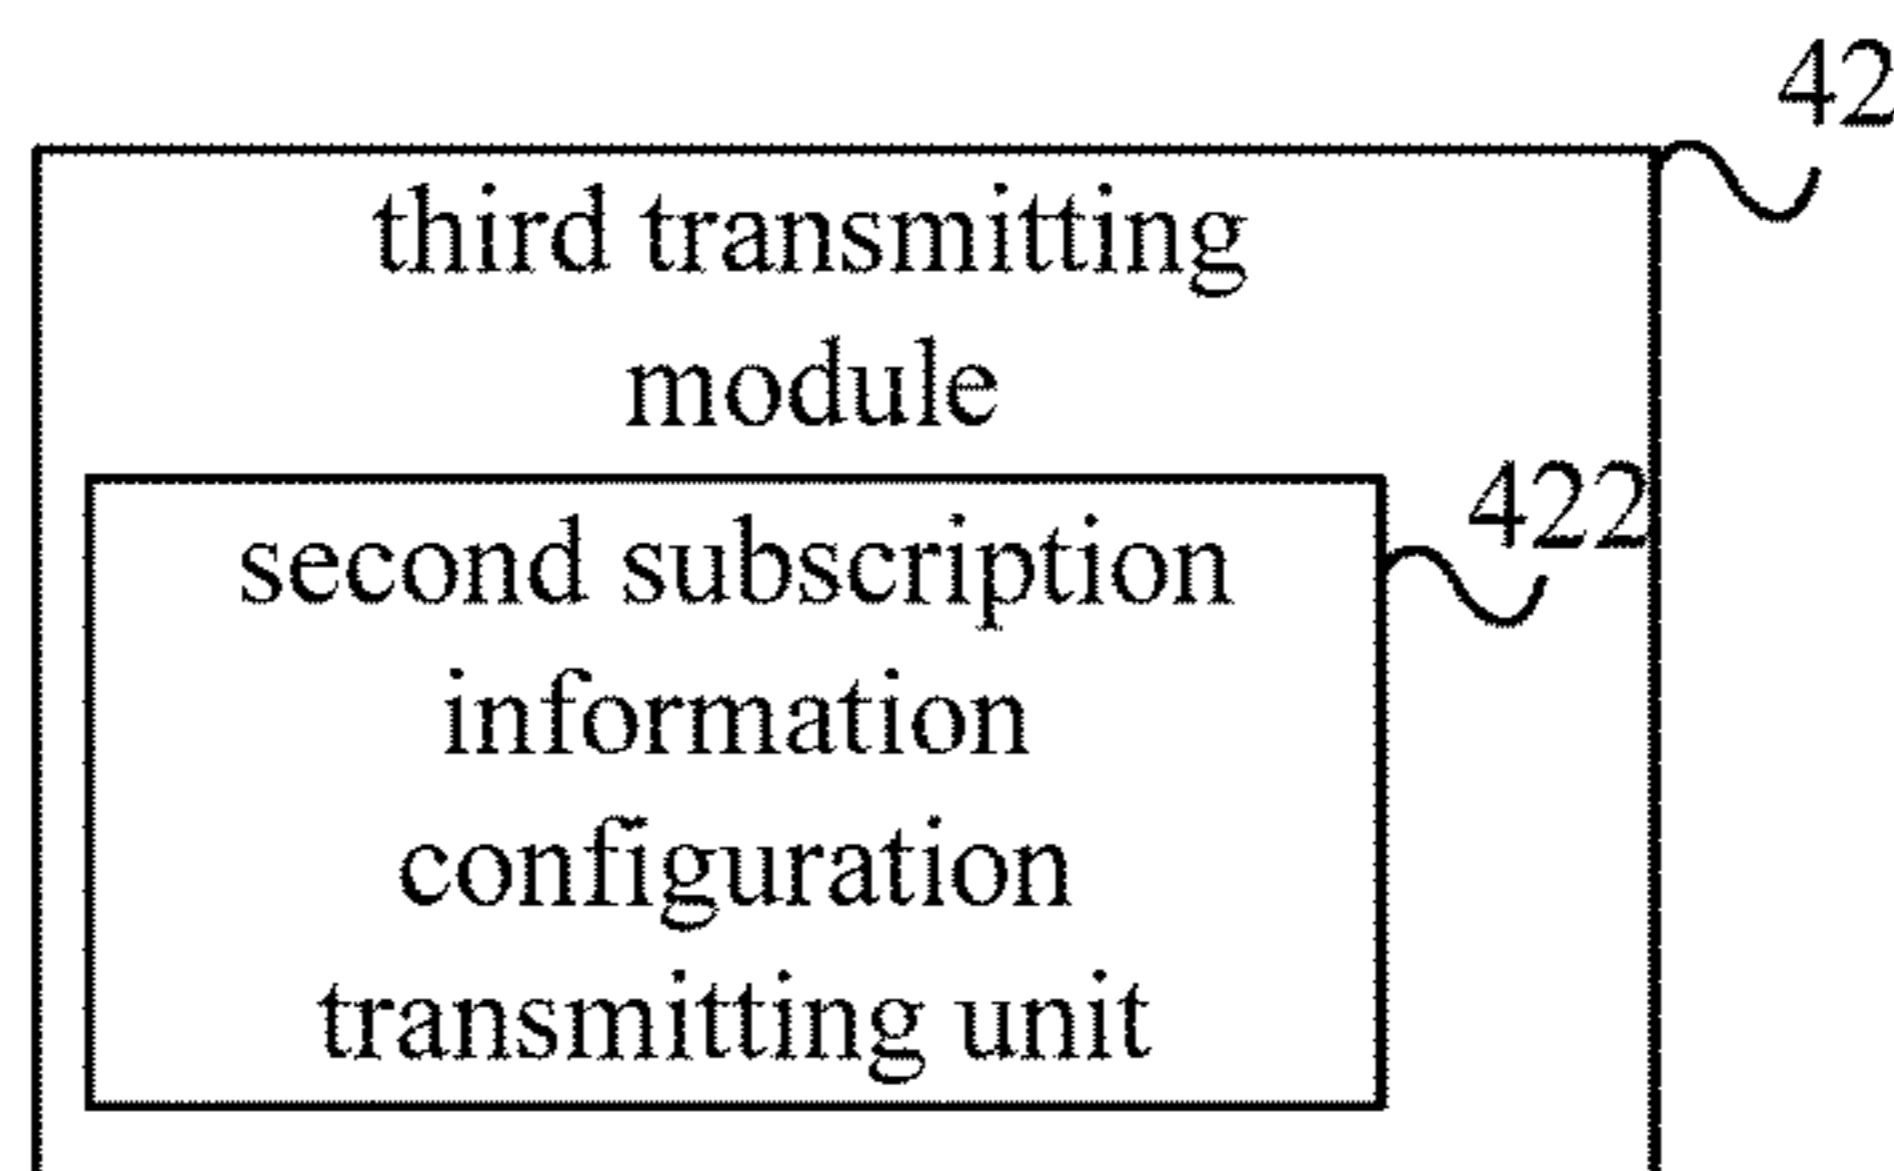 42
third transmitting
module
422
second subscription
information
configuration
transmitting unit